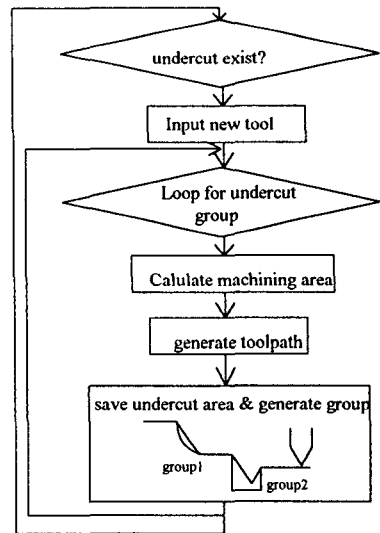 undercut exist?
Input new tool
Loop for undercut
group
Calulate machining area
generate toolpath
save undercut area & generate group
group1
group2